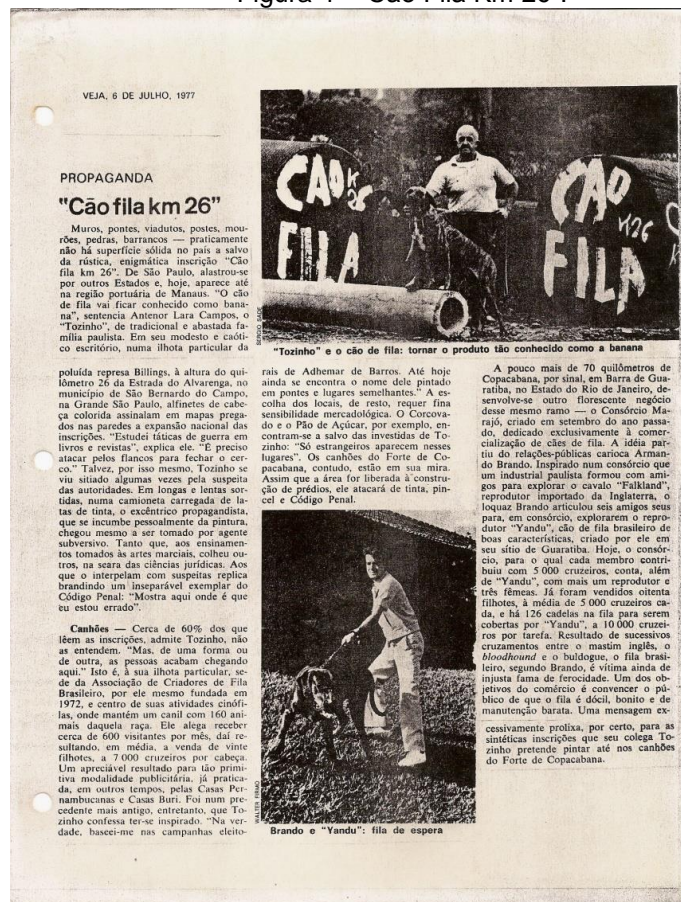 VEJA, 6 DE JULHO, 1977
PROPAGANDA
"Cão fila km 26"
Muros, pontes, viadutos, postes, mou-
rões, pedras, barrancos — praticamente
não há superfície sólida no país a salvo
da rústica, enigmática inscrição "Cão
fila km 26". De São Paulo, alastrou-se
por outros Estados e, hoje, aparece até
na região portuária de Manaus. "O cão
de fila vai ficar conhecido como bana-
na", sentencia Antenor Lara Campos, o
"Tozinho", de tradicional e abastada fa-
mília paulista. Em seu modesto e caóti-
co escritório, numa ilhota particular da
CAO K26
FILA
CAO
K26
FILA
SERGIO SADE
"Tozinho" e o cão de fila: tornar o produto tão conhecido como a banana
poluída represa Billings, à altura do qui-
lômetro 26 da Estrada do Alvarenga, no
município de São Bernardo do Campo,
na Grande São Paulo, alfinetes de cabe-
ça colorida assinalam em mapas prega-
dos nas paredes a expansão nacional das
inscrições. "Estudei táticas de guerra em
livros e revistas", explica ele. "É preciso
atacar pelos flancos para fechar o cer-
co." Talvez, por isso mesmo, Tozinho se
viu sitiado algumas vezes pela suspeita
das autoridades. Em longas e lentas sor-
tidas, numa camioneta carregada de la-
tas de tinta, o excêntrico propagandista,
que se incumbe pessoalmente da pintura,
chegou mesmo a ser tomado por agente
subversivo. Tanto que, aos ensinamen-
tos tomados às artes marciais, colheu ou-
tros, na seara das ciências jurídicas. Aos
que o interpelam com suspeitas replica
brandindo um inseparável exemplar do
Código Penal: "Mostra aqui onde é que
eu estou errado".
Canhões — Cerca de 60% dos que
lêem as inscrições, admite Tozinho, não
as entendem. "Mas, de uma forma ou
de outra, as pessoas acabam chegando
aqui." Isto é, à sua ilhota particular, se-
de da Associação de Criadores de Fila
Brasileiro, por ele mesmo fundada em
1972, e centro de suas atividades cinófi-
las, onde mantém um canil com 160 ani-
mais daquela raça. Ele alega receber
cerca de 600 visitantes por mês, daí re-
sultando, em média, a venda de vinte
filhotes, a 7 000 cruzeiros por cabeça.
Um apreciável resultado para tão primi-
tiva modalidade publicitária, já pratica-
da, em outros tempos, pelas Casas Per-
nambucanas e Casas Buri. Foi num pre-
cedente mais antigo, entretanto, que To-
zinho confessa ter-se inspirado. "Na ver-
dade, baseei-me nas campanhas eleito-
rais de Adhemar de Barros. Até hoje
ainda se encontra o nome dele pintado
em pontes e lugares semelhantes." A es-
colha dos locais, de resto, requer fina
sensibilidade mercadológica. O Corcova-
do e o Pão de Açúcar, por exemplo, en-
contram-se a salvo das investidas de To-
zinho: "Só estrangeiros aparecem nesses
lugares". Os canhões do Forte de Co-
pacabana, contudo, estão em sua mira.
Assim que a área for liberada à constru-
ção de prédios, ele atacará de tinta, pin-
cel e Código Penal.
WALTER FIRMO
Brando e "Yandu": fila de espera
A pouco mais de 70 quilômetros de
Copacabana, por sinal, em Barra de Gua-
ratiba, no Estado do Rio de Janeiro, de-
senvolve-se outro florescente negócio
desse mesmo ramo — o Consórcio Ma-
rajó, criado em setembro do ano passa-
do, dedicado exclusivamente à comer-
cialização de cães de fila. A idéia par-
tiu do relações-públicas carioca Arman-
do Brando. Inspirado num consórcio que
um industrial paulista formou com ami-
gos para explorar o cavalo "Falkland",
reprodutor importado da Inglaterra, o
loquaz Brando articulou seis amigos seus
para, em consórcio, explorarem o repro-
dutor "Yandu", cão de fila brasileiro de
boas características, criado por ele em
seu sítio de Guaratiba. Hoje, o consór-
cio, para o qual cada membro contri-
buiu com 5 000 cruzeiros, conta, além
de "Yandu", com mais um reprodutor e
três fêmeas. Já foram vendidos oitenta
filhotes, à média de 5 000 cruzeiros ca-
da, e há 126 cadelas na fila para serem
cobertas por "Yandu", a 10 000 cruzei-
ros por tarefa. Resultado de sucessivos
cruzamentos entre o mastim inglês, o
bloodhound e o buldogue, o fila brasi-
leiro, segundo Brando, é vítima ainda de
injusta fama de ferocidade. Um dos ob-
jetivos do comércio é convencer o pú-
blico de que o fila é dócil, bonito e de
manutenção barata. Uma mensagem ex-
cessivamente prolixa, por certo, para as
sintéticas inscrições que seu colega To-
zinho pretende pintar até nos canhões
do Forte de Copacabana.